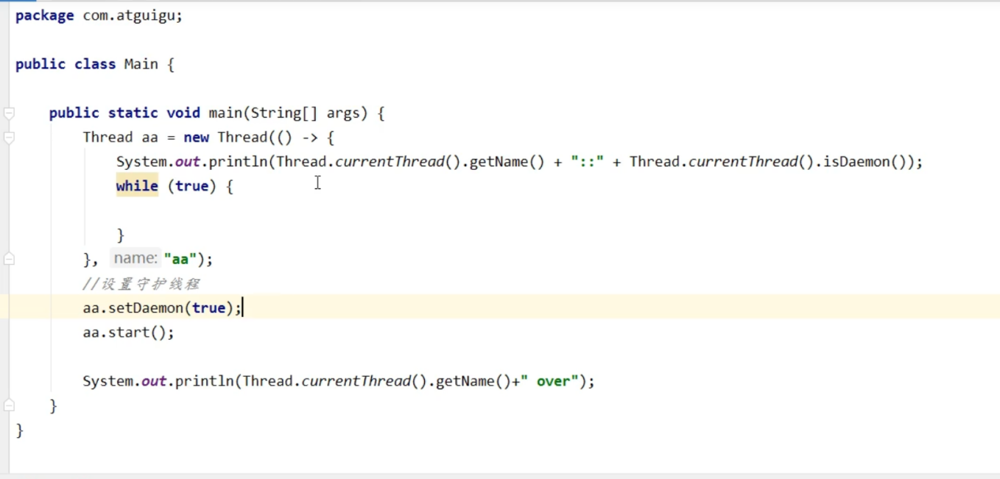 package com.atguigu;
public class Main {
public static void main(String[] args) {
Thread aa = new Thread(() -> {
System.out.println(Thread.currentThread().getName() + "::" + Thread.currentThread().isDaemon());
while (true) {
}
}, name: "aa");
//设置守护线程
aa.setDaemon(true);
aa.start();
System.out.println(Thread.currentThread().getName()+" over");
}
}